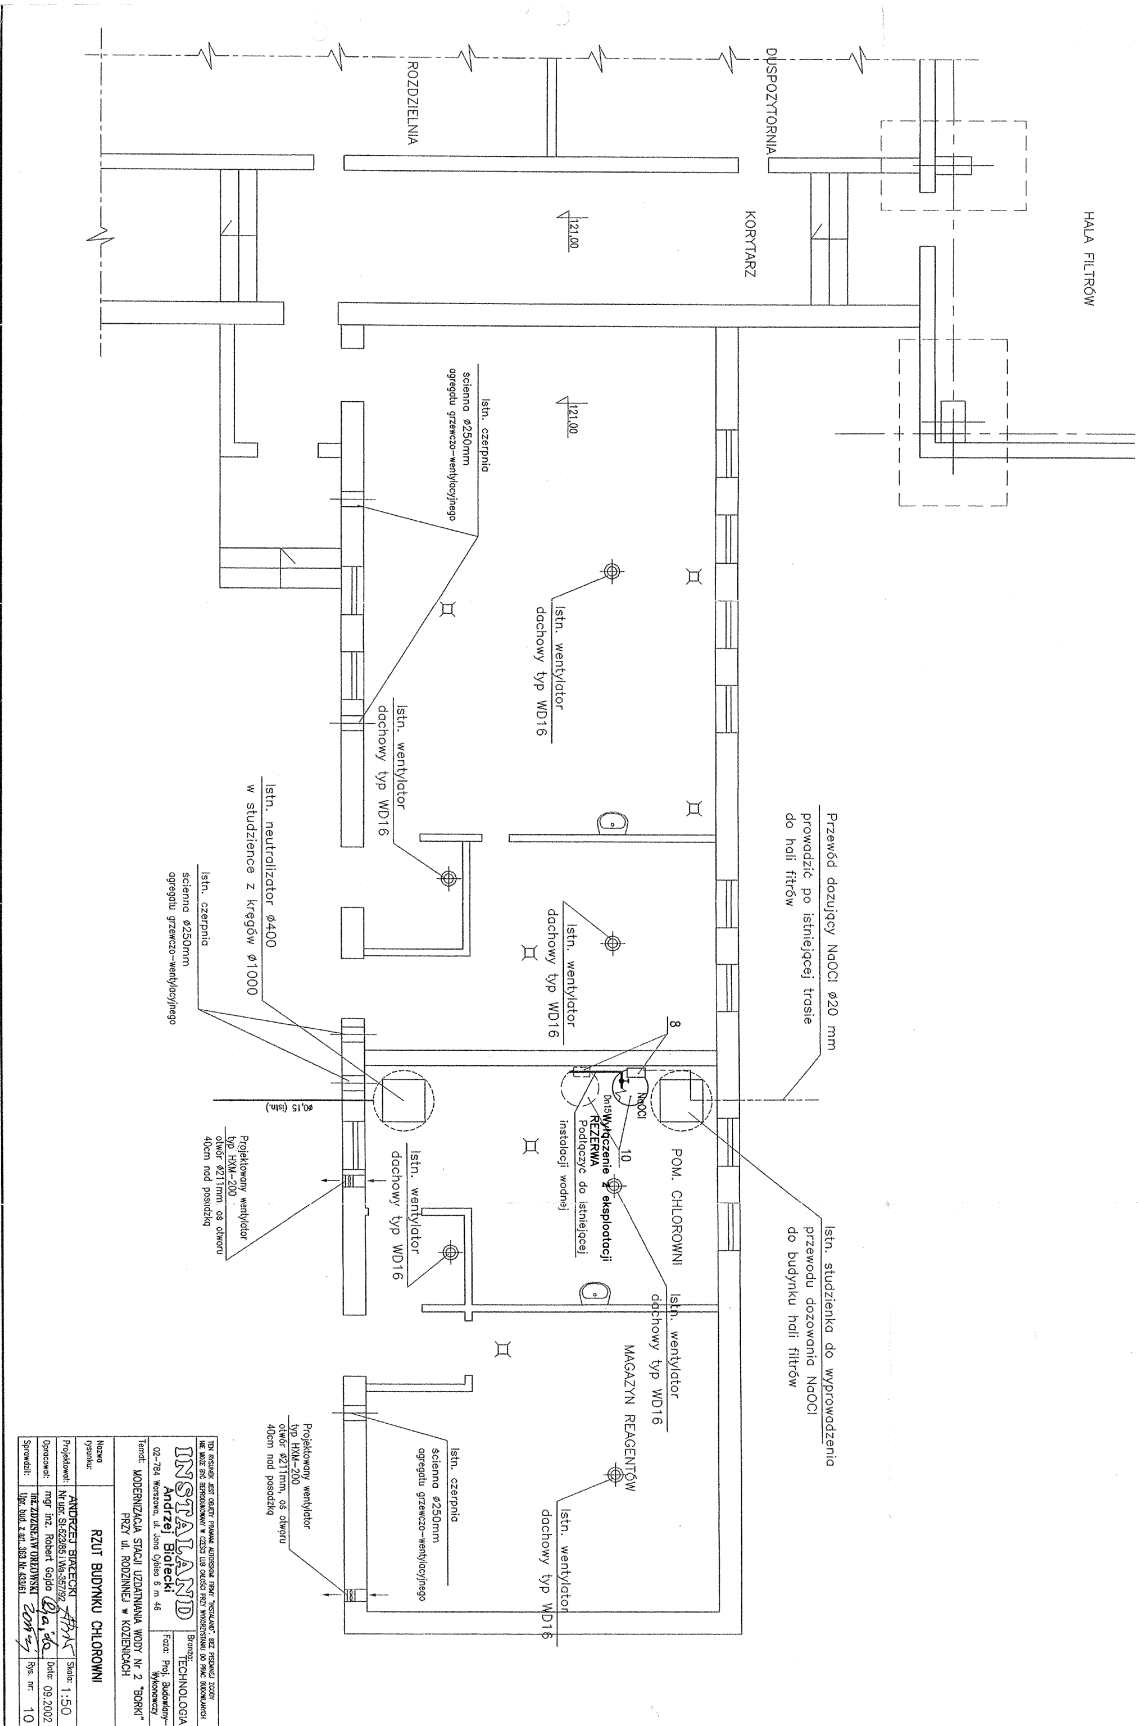 HALA FILTRÓW
DUSPOZYTORNIA
ROZDZIELNIA
KORYTARZ
121,00
121,00
Istn. czerpnia
ścienna ø250mm
agregatu grzewczo-wentylacyjnego
Istn. wentylator
dachowy typ WD16
Istn. wentylator
dachowy typ WD16
Istn. neutralizator ø400
w studzience z kręgów ø1000
Istn. czerpnia
ścienna ø250mm
agregatu grzewczo-wentylacyjnego
Przewód dozujący NaOCl ø20 mm
prowadzić po istniejącej trasie
do hali fitrów
Istn. wentylator
dachowy typ WD16
8
NaOCl
10
Dn15
Wyłączenie z eksploatacji
REZERWA
Podłączyć do istniejącej
instalacji wodnej
POM. CHLOROWNI
ø0,15 (istn.)
Istn. studzienka do wyprowadzenia
przewodu dozowania NaOCl
do budynku hali filtrów
Istn. wentylator
dachowy typ WD16
Istn. wentylator
dachowy typ WD16
Projektowany wentylator
typ HXM-200
otwór ø211mm oś otworu
40cm nad posadzką
MAGAZYN REAGENTÓW
Istn. wentylator
dachowy typ WD16
Istn. czerpnia
ścienna ø250mm
agregatu grzewczo-wentylacyjnego
Projektowany wentylator
typ HXM-200
otwór ø211mm, oś otworu
40cm nad posadzką
INSTALAND
Andrzej Białecki
02-784 Warszawa, ul. Jana Cybisa 6 m 46
Branża:
TECHNOLOGIA
Faza: Proj. Budowlany-
Wykonawczy
Temat: MODERNIZACJA STACJI UZDATNIANIA WODY Nr 2 "BORKI"
PRZY ul. RODZINNEJ w KOZIENICACH
Nazwa
rysunku:
RZUT BUDYNKU CHLOROWNI
Projektował: ANDRZEJ BIAŁECKI
Skala: 1:50
Opracował: mgr inż. Robert Gajda
Data: 09.2002
Sprawdził: inż. ZDZISŁAW ORŁOWSKI
Rys. nr: 10